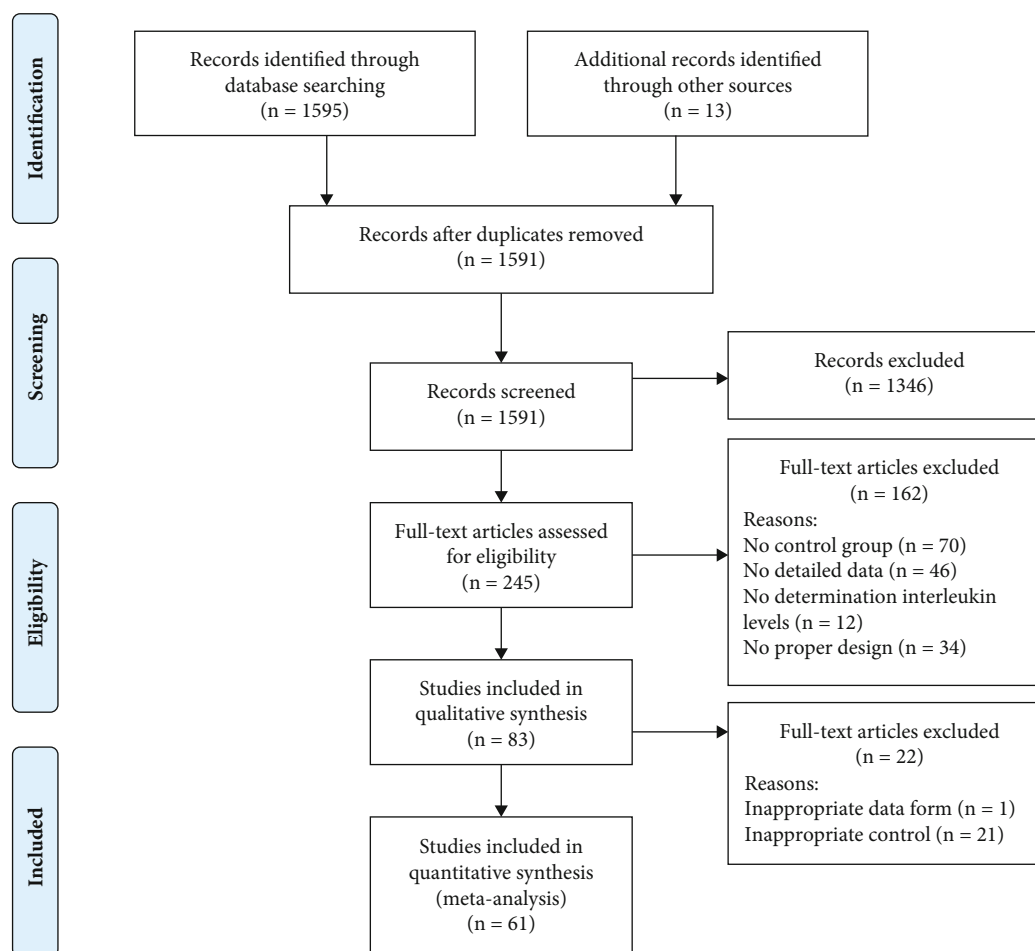 Identification
Records identified through
database searching
(n = 1595)
Additional records identified
through other sources
(n = 13)
Records after duplicates removed
(n = 1591)
Screening
Records screened
(n = 1591)
Records excluded
(n = 1346)
Eligibility
Full-text articles assessed
for eligibility
(n = 245)
Full-text articles excluded
(n = 162)
Reasons:
No control group (n = 70)
No detailed data (n = 46)
No determination interleukin
levels (n = 12)
No proper design (n = 34)
Studies included in
qualitative synthesis
(n = 83)
Full-text articles excluded
(n = 22)
Reasons:
Inappropriate data form (n = 1)
Inappropriate control (n = 21)
Included
Studies included in
quantitative synthesis
(meta-analysis)
(n = 61)